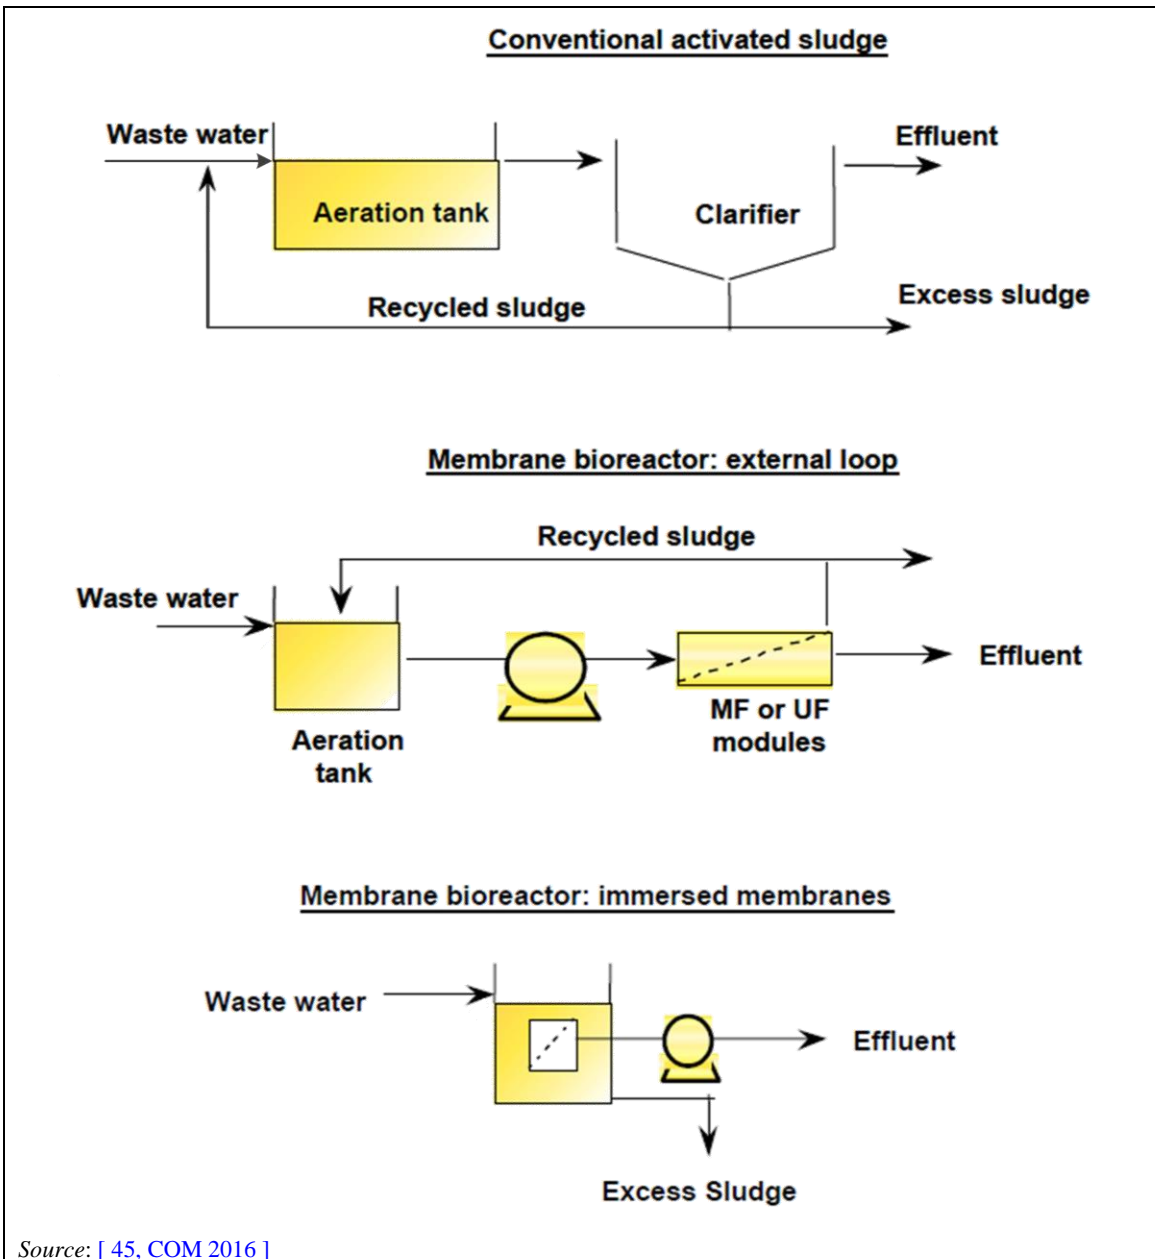 Conventional activated sludge
Waste water
Effluent
Aeration tank
Clarifier
Excess sludge
Recycled sludge
Membrane bioreactor: external loop
Recycled sludge
Waste water
Effluent
MF or UF
modules
Aeration
tank
Membrane bioreactor: immersed membranes
Waste water
Effluent
Excess Sludge
Source: [ 45, COM 2016 ]